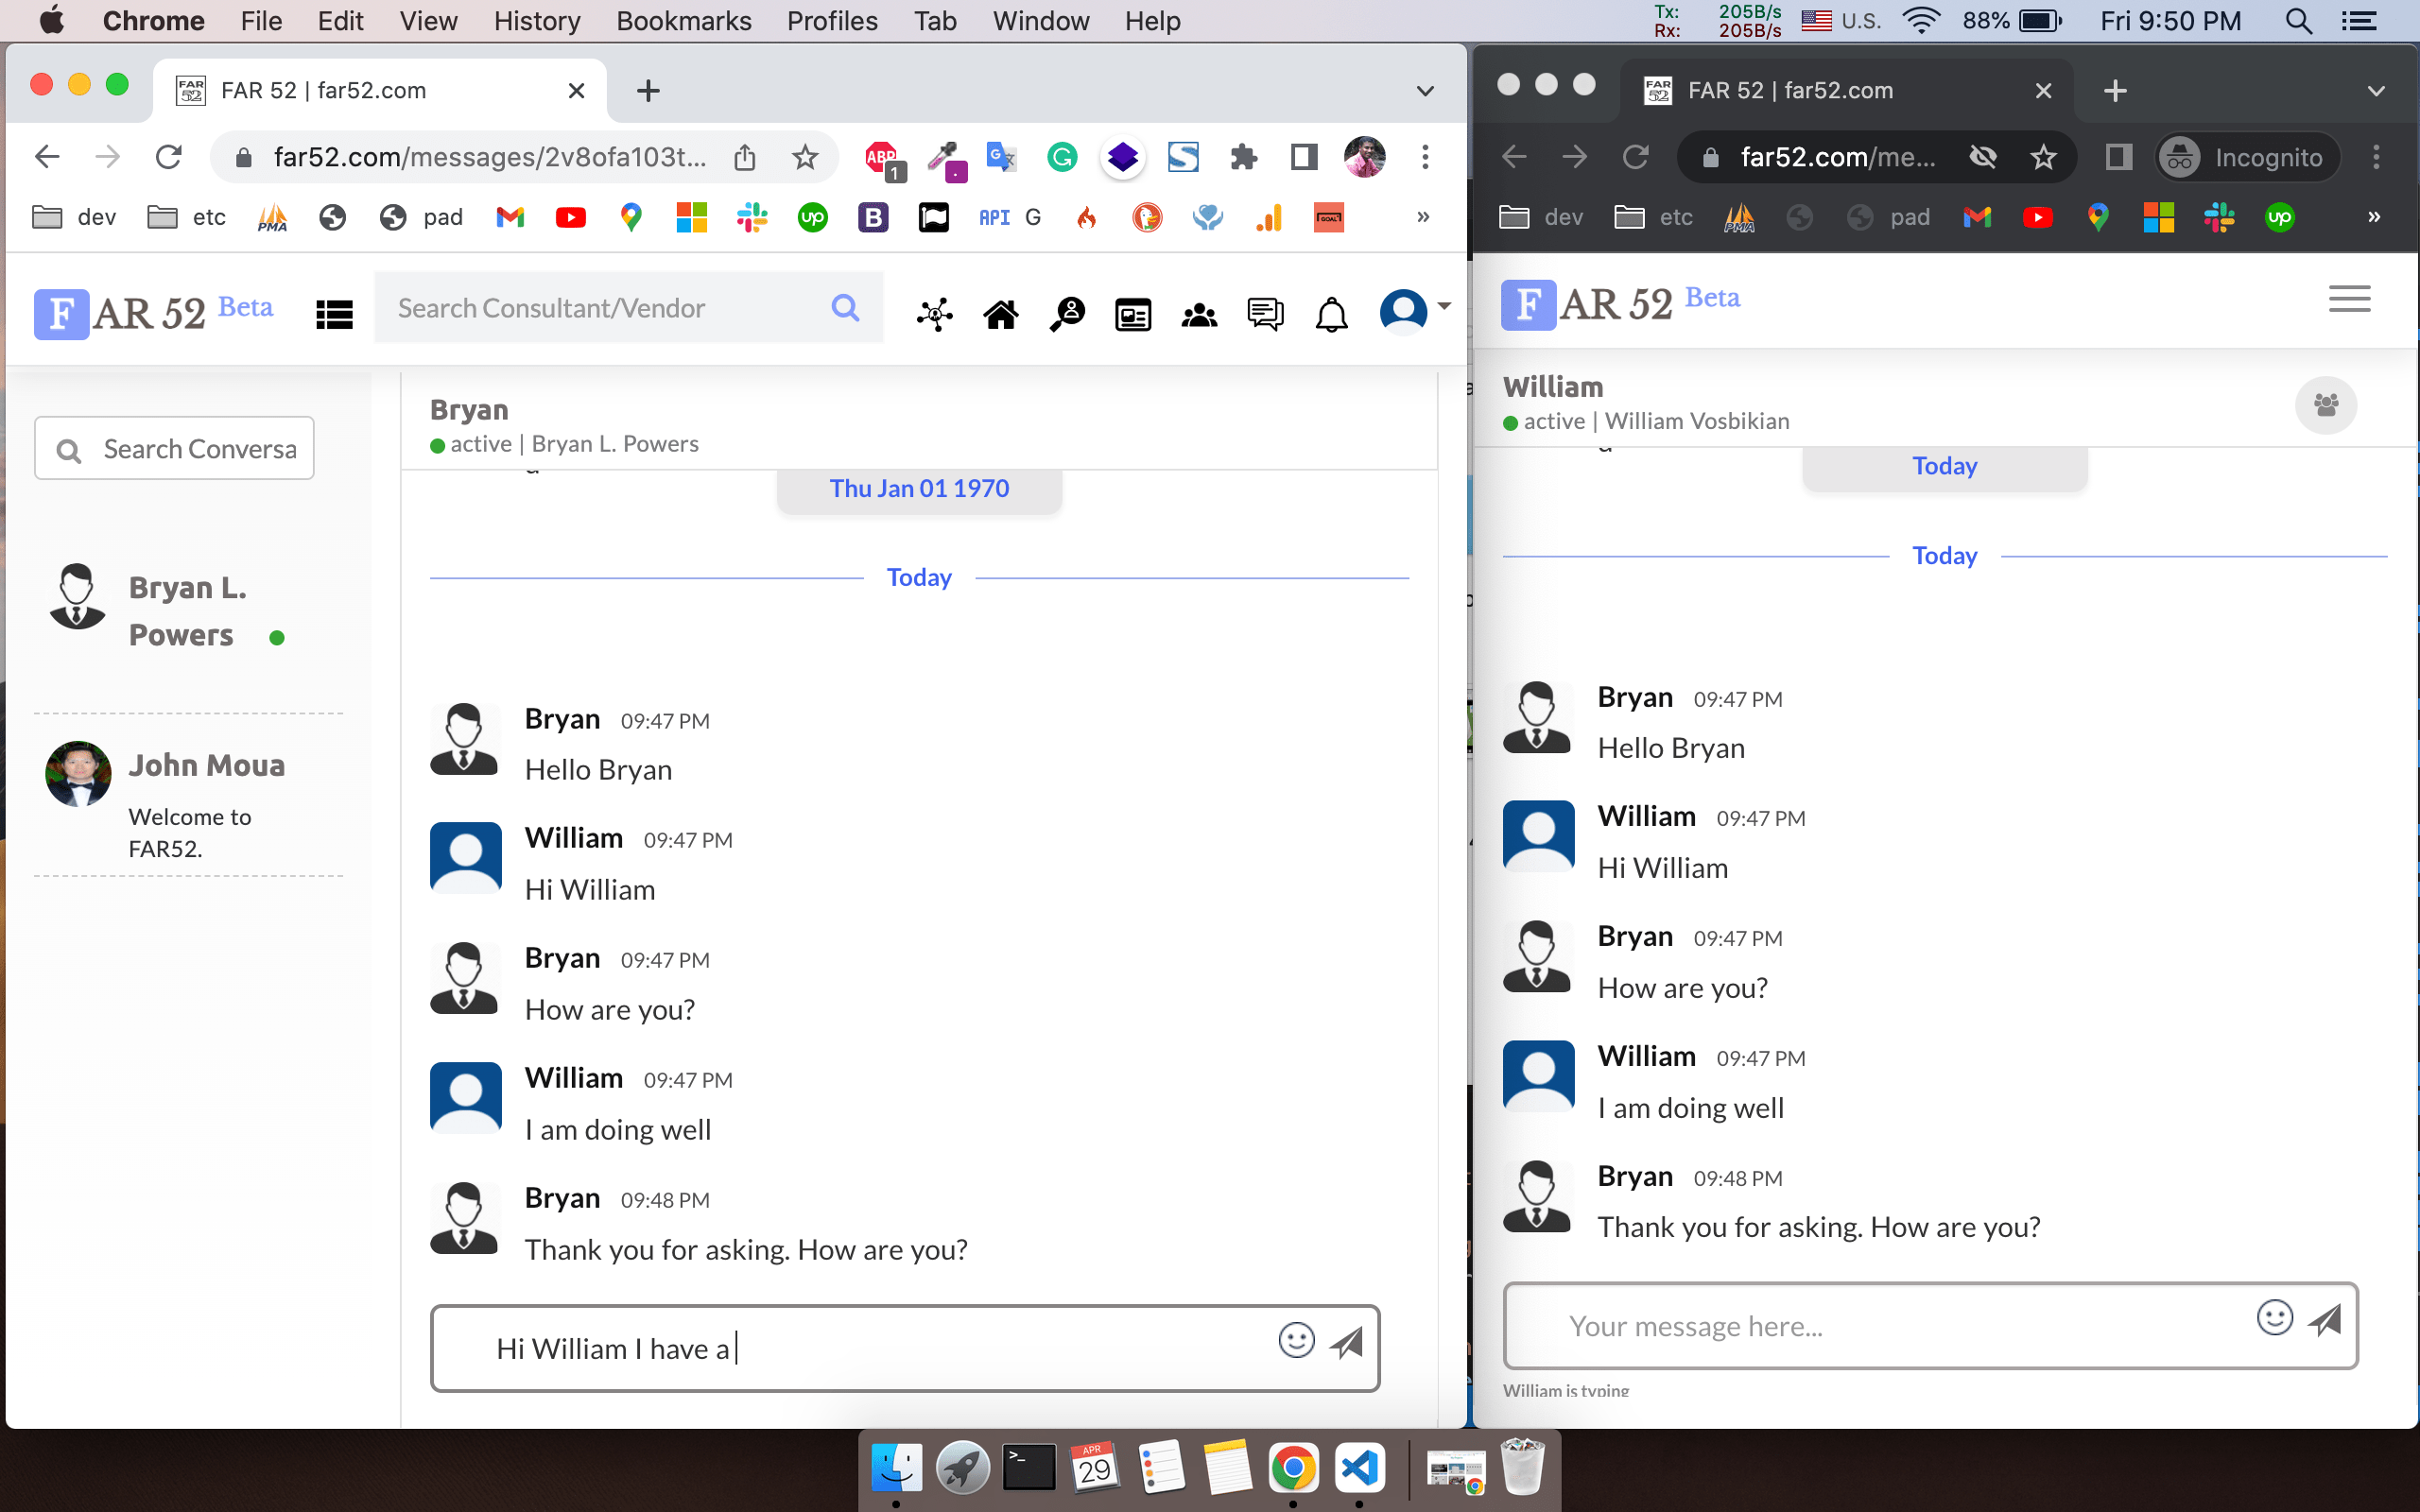 Chrome File Edit View History Bookmarks Profiles Tab Window Help
Tx: 205B/s
Rx: 205B/s
U.S. 88% Fri 9:50 PM
FAR 52 | far52.com
far52.com/messages/2v8ofa103t...
ABP 1
dev etc PMA pad API G
FAR 52 Beta
Search Consultant/Vendor
Search Conversa
Bryan L.
Powers
John Moua
Welcome to
FAR52.
Bryan
active | Bryan L. Powers
Thu Jan 01 1970
Today
Bryan 09:47 PM
Hello Bryan
William 09:47 PM
Hi William
Bryan 09:47 PM
How are you?
William 09:47 PM
I am doing well
Bryan 09:48 PM
Thank you for asking. How are you?
Hi William I have a
FAR 52 | far52.com
far52.com/me...
Incognito
dev etc PMA pad
FAR 52 Beta
William
active | William Vosbikian
Today
Today
Bryan 09:47 PM
Hello Bryan
William 09:47 PM
Hi William
Bryan 09:47 PM
How are you?
William 09:47 PM
I am doing well
Bryan 09:48 PM
Thank you for asking. How are you?
Your message here...
William is typing
APR
29